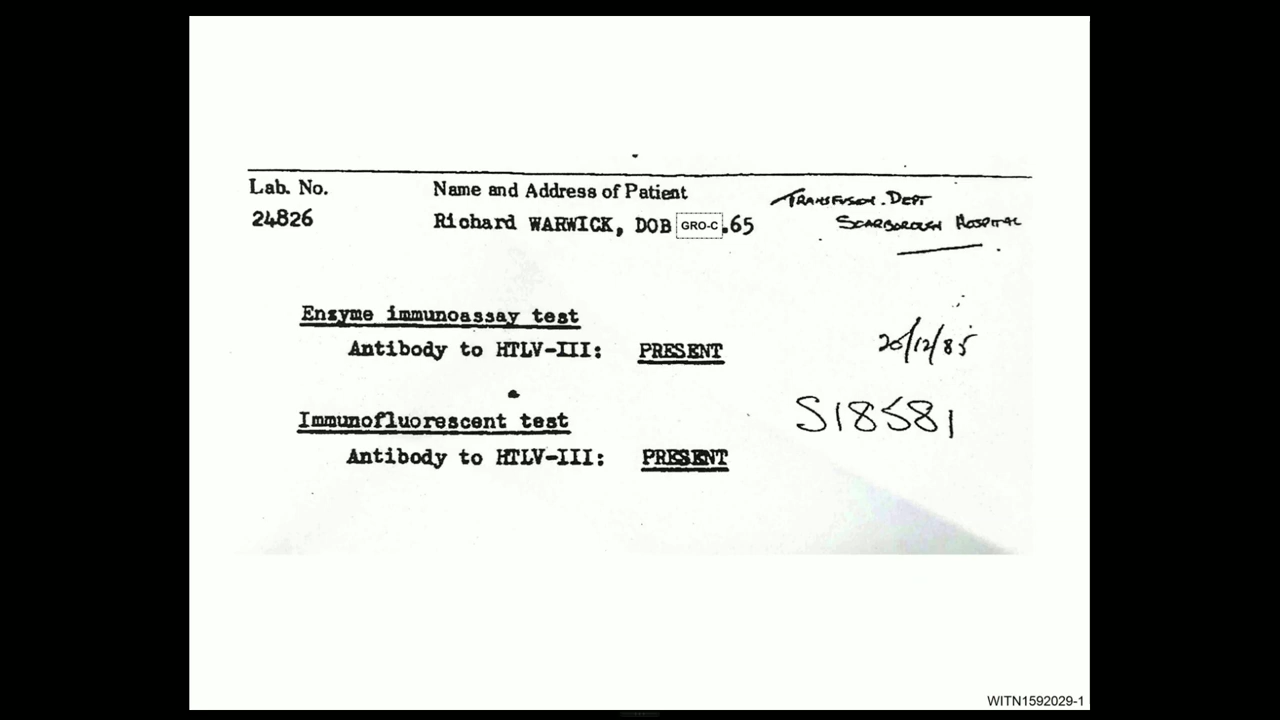 Lab. No.
Name and Address of Patient
TRANSFUSION. DEPT
24826
Richard WARWICK, DOB GRO-C .65
SCARBOROUGH HOSPITAL
Enzyme immunoassay test
Antibody to HTLV-III: PRESENT
20/12/85
Immunofluorescent test
S18581
Antibody to HTLV-III: PRESENT
WITN1592029-1